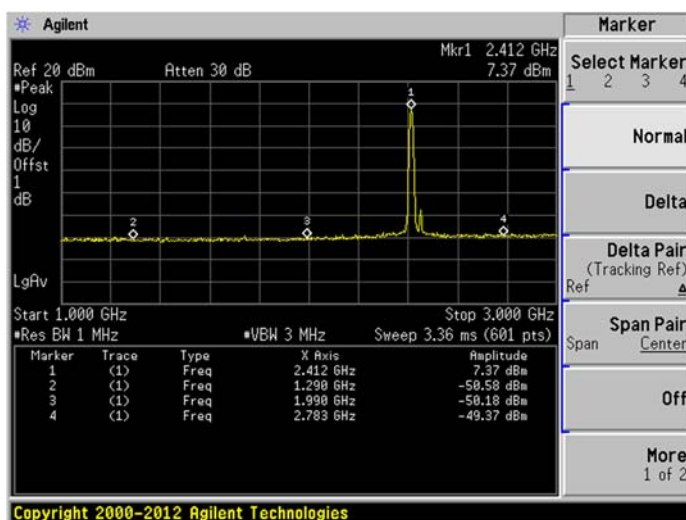 Agilent
Mkr1 2.412 GHz
Ref 20 dBm Atten 30 dB 7.37 dBm
#Peak
Log
10
dB/
Offst
1
dB
LgAv
1
2
3
4
Start 1.000 GHz Stop 3.000 GHz
#Res BW 1 MHz #VBW 3 MHz Sweep 3.36 ms (601 pts)
Marker Trace Type X Axis Amplitude
1 (1) Freq 2.412 GHz 7.37 dBm
2 (1) Freq 1.290 GHz -50.58 dBm
3 (1) Freq 1.990 GHz -50.18 dBm
4 (1) Freq 2.783 GHz -49.37 dBm
Copyright 2000-2012 Agilent Technologies
Marker
Select Marker
1 2 3 4
Normal
Delta
Delta Pair
(Tracking Ref)
Ref Δ
Span Pair
Span Center
Off
More
1 of 2